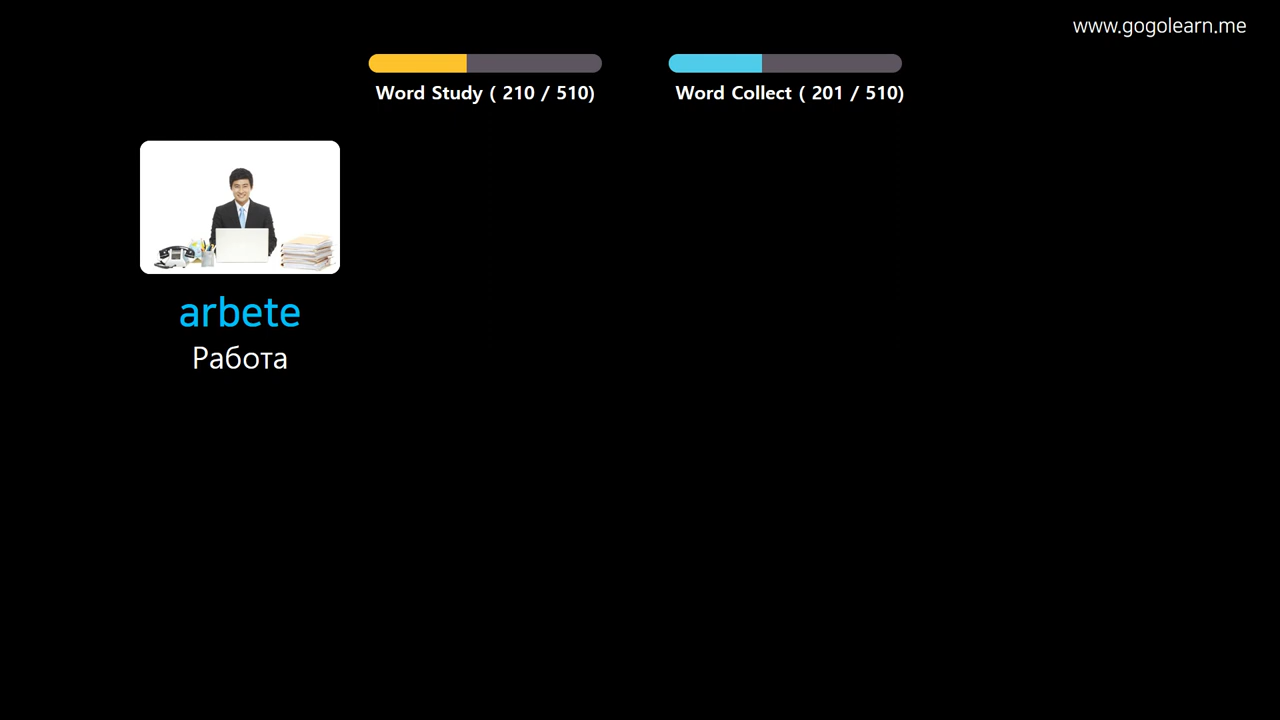 www.gogolearn.me
Word Study ( 210 / 510)
Word Collect ( 201 / 510)
arbete
Работа